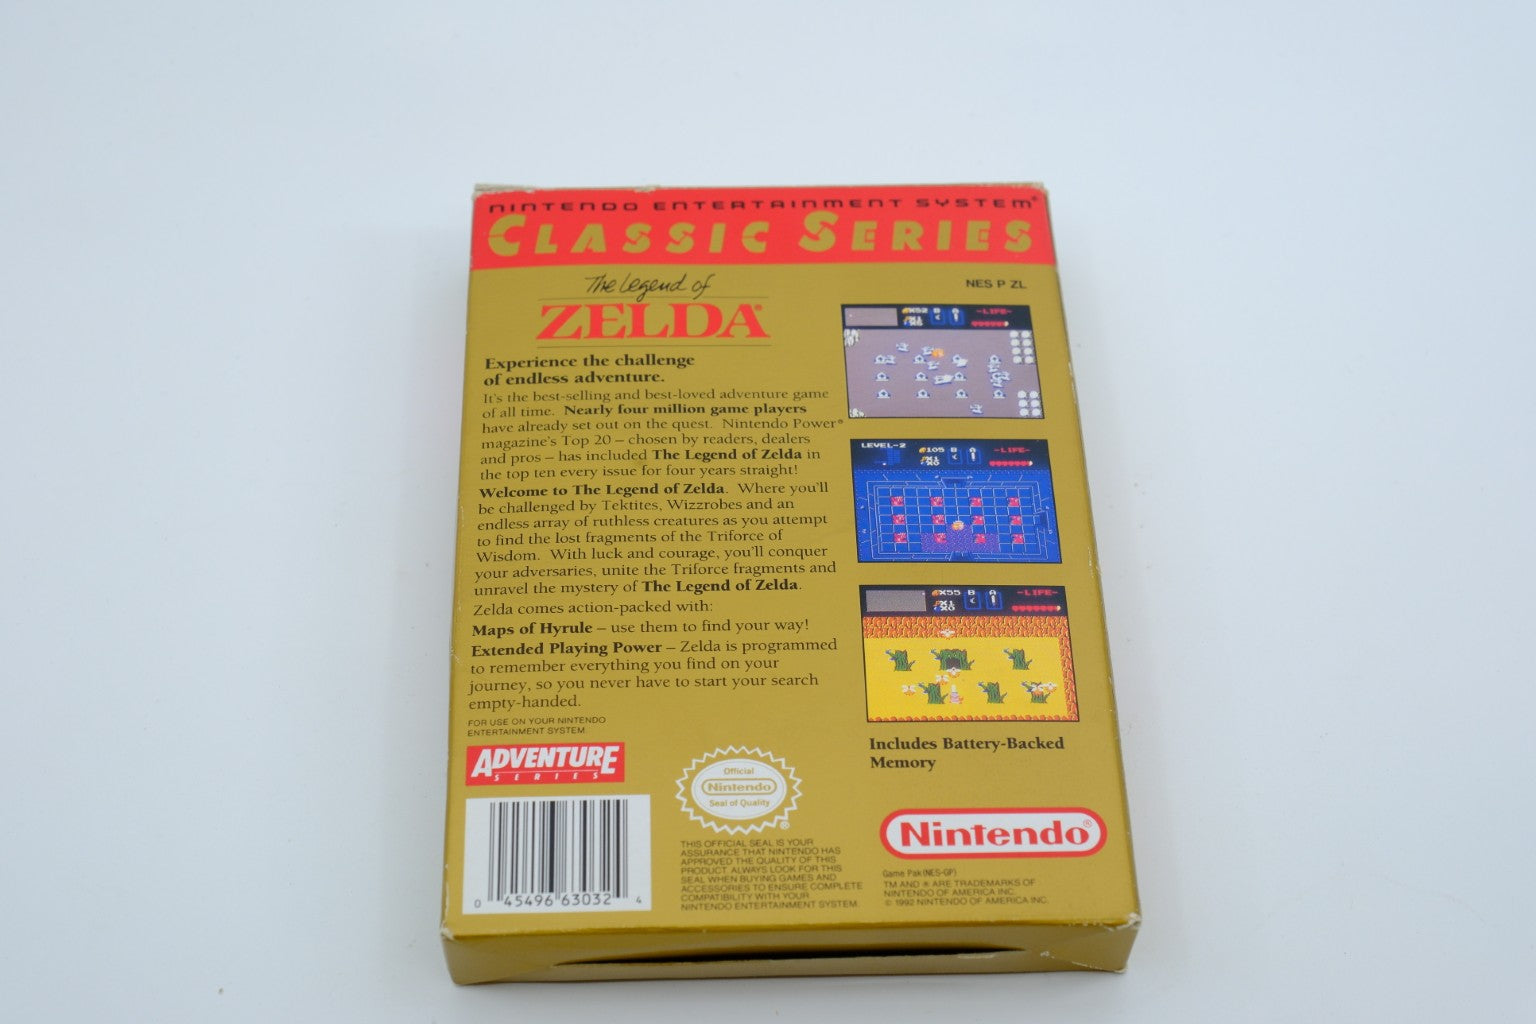 NINTENDO ENTERTAINMENT SYSTEM®
CLASSIC SERIES
The Legend of
ZELDA®
NES P ZL
Experience the challenge
of endless adventure.
It's the best-selling and best-loved adventure game
of all time. Nearly four million game players
have already set out on the quest. Nintendo Power®
magazine's Top 20 – chosen by readers, dealers
and pros – has included The Legend of Zelda in
the top ten every issue for four years straight!
Welcome to The Legend of Zelda. Where you'll
be challenged by Tektites, Wizzrobes and an
endless array of ruthless creatures as you attempt
to find the lost fragments of the Triforce of
Wisdom. With luck and courage, you'll conquer
your adversaries, unite the Triforce fragments and
unravel the mystery of The Legend of Zelda.
Zelda comes action-packed with:
Maps of Hyrule – use them to find your way!
Extended Playing Power – Zelda is programmed
to remember everything you find on your
journey, so you never have to start your search
empty-handed.
FOR USE ON YOUR NINTENDO
ENTERTAINMENT SYSTEM
ADVENTURE
SERIES
0 45496 63032 4
Official
Nintendo
Seal of Quality
®
THIS OFFICIAL SEAL IS YOUR
ASSURANCE THAT NINTENDO HAS
APPROVED THE QUALITY OF THIS
PRODUCT. ALWAYS LOOK FOR THIS
SEAL WHEN BUYING GAMES AND
ACCESSORIES TO ENSURE COMPLETE
COMPATIBILITY WITH YOUR
NINTENDO ENTERTAINMENT SYSTEM.
X52 B A -LIFE-
X1
X0
LEVEL-2 105 B A -LIFE-
X1
X0
X55 B A -LIFE-
X1
X0
Includes Battery-Backed
Memory
Nintendo®
Game Pak (NES-GP)
TM AND ® ARE TRADEMARKS OF
NINTENDO OF AMERICA INC.
© 1992 NINTENDO OF AMERICA INC.